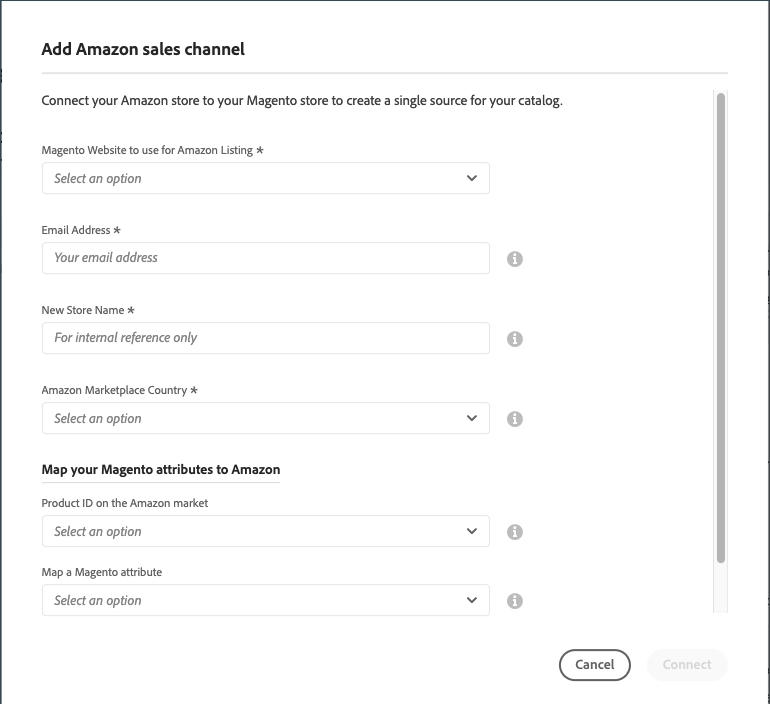 Add Amazon sales channel
Connect your Amazon store to your Magento store to create a single source for your catalog.
Magento Website to use for Amazon Listing *
Select an option
Email Address *
Your email address
New Store Name *
For internal reference only
Amazon Marketplace Country *
Select an option
Map your Magento attributes to Amazon
Product ID on the Amazon market
Select an option
Map a Magento attribute
Select an option
Cancel
Connect